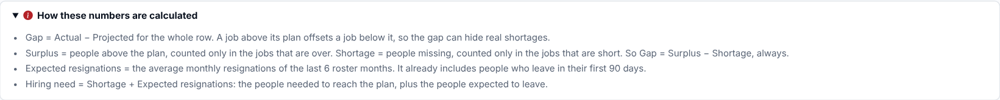 How these numbers are calculated
• Gap = Actual − Projected for the whole row. A job above its plan offsets a job below it, so the gap can hide real shortages.
• Surplus = people above the plan, counted only in the jobs that are over. Shortage = people missing, counted only in the jobs that are short. So Gap = Surplus − Shortage, always.
• Expected resignations = the average monthly resignations of the last 6 roster months. It already includes people who leave in their first 90 days.
• Hiring need = Shortage + Expected resignations: the people needed to reach the plan, plus the people expected to leave.